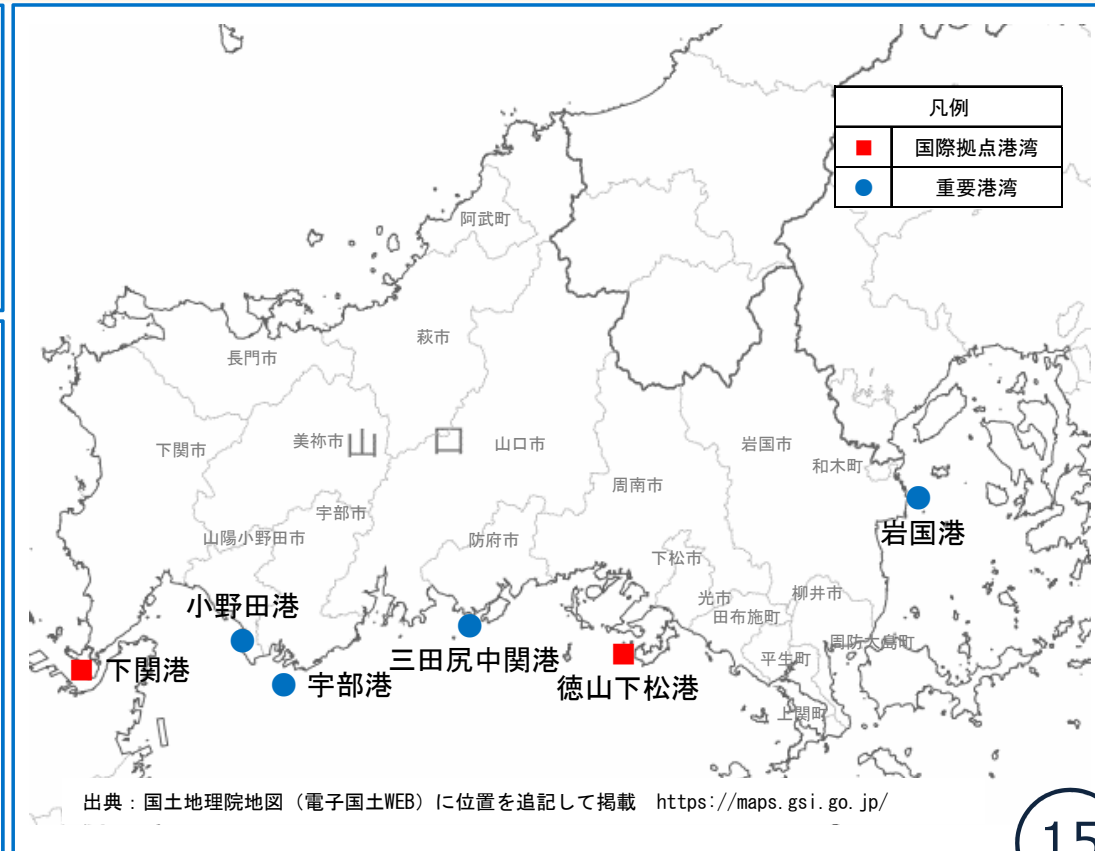 凡例
国際拠点港湾
重要港湾
阿武町
萩市
長門市
下関市
美祢市
山口
山口市
岩国市
和木町
周南市
宇部市
山陽小野田市
防府市
下松市
岩国港
光市
柳井市
田布施町
小野田港
周防大島町
三田尻中関港
平生町
下関港
宇部港
徳山下松港
上関町
出典：国土地理院地図（電子国土WEB）に位置を追記して掲載　https://maps.gsi.go.jp/
15